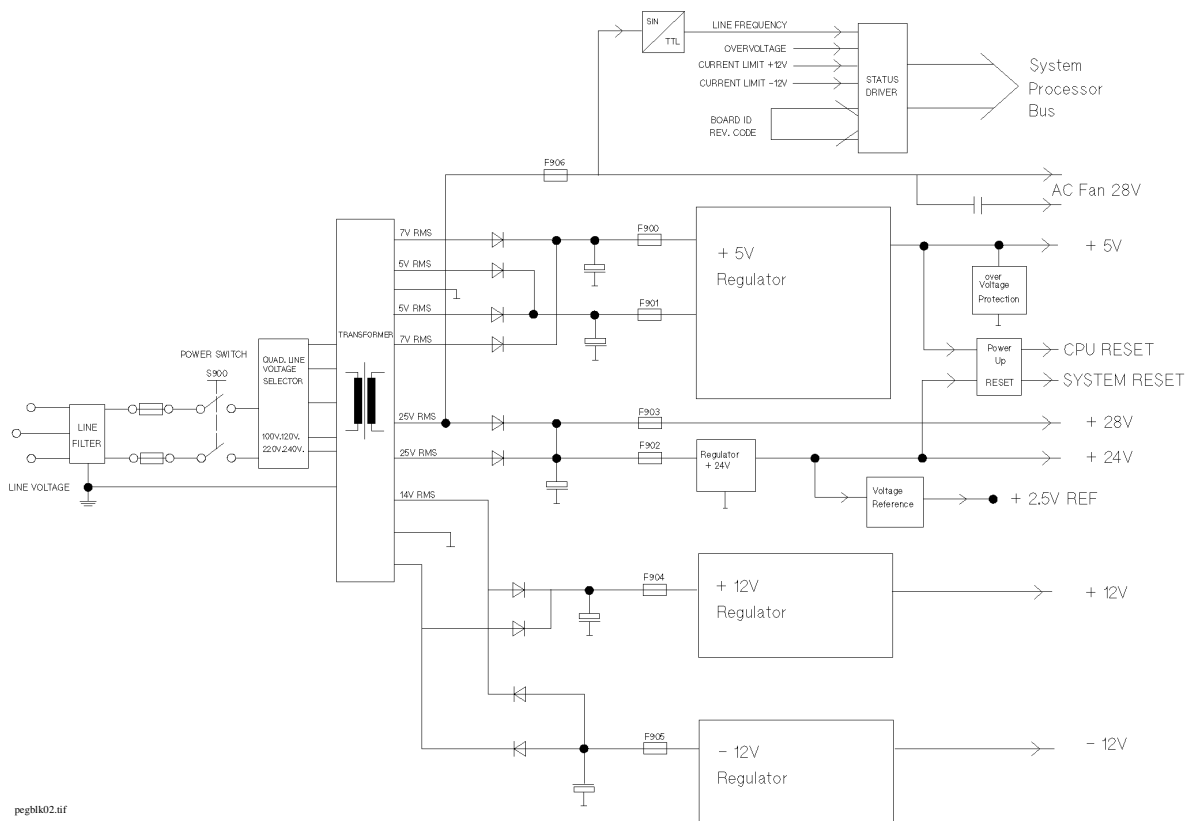 SIN
TTL
LINE FREQUENCY
OVERVOLTAGE
CURRENT LIMIT +12V
CURRENT LIMIT -12V
BOARD ID
REV. CODE
STATUS
DRIVER
System
Processor
Bus
F906
AC Fan 28V
7V RMS
F900
+ 5V
Regulator
+ 5V
5V RMS
over
Voltage
Protection
5V RMS
F901
TRANSFORMER
7V RMS
Power
Up
RESET
CPU RESET
SYSTEM RESET
POWER SWITCH
S900
QUAD. LINE
VOLTAGE
SELECTOR
100V.120V.
220V.240V.
LINE
FILTER
LINE VOLTAGE
25V RMS
F903
+ 28V
25V RMS
F902
Regulator
+ 24V
+ 24V
14V RMS
Voltage
Reference
+ 2.5V REF
F904
+ 12V
Regulator
+ 12V
F905
- 12V
Regulator
- 12V
pegblk02.tif